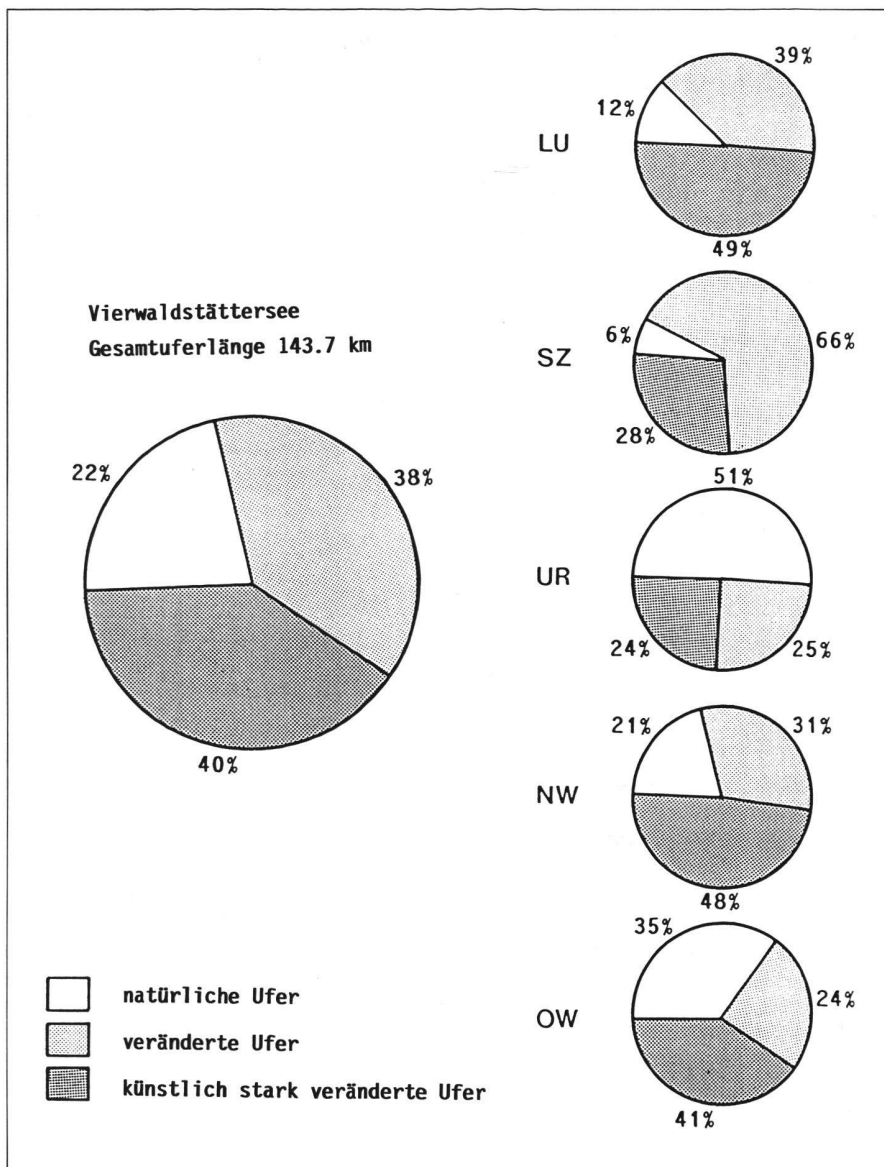 Vierwaldstättersee
Gesamtuferlänge 143.7 km
22%
38%
40%
LU
12%
39%
49%
SZ
6%
66%
28%
UR
51%
24%
25%
NW
21%
31%
48%
OW
35%
24%
41%
natürliche Ufer
veränderte Ufer
künstlich stark veränderte Ufer